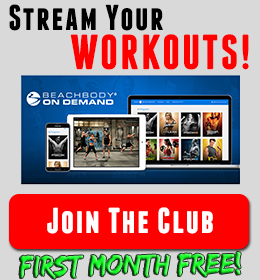 STREAM YOUR
WORKOUTS!
BEACHBODY®
ON DEMAND
JOIN THE CLUB
FIRST MONTH FREE!